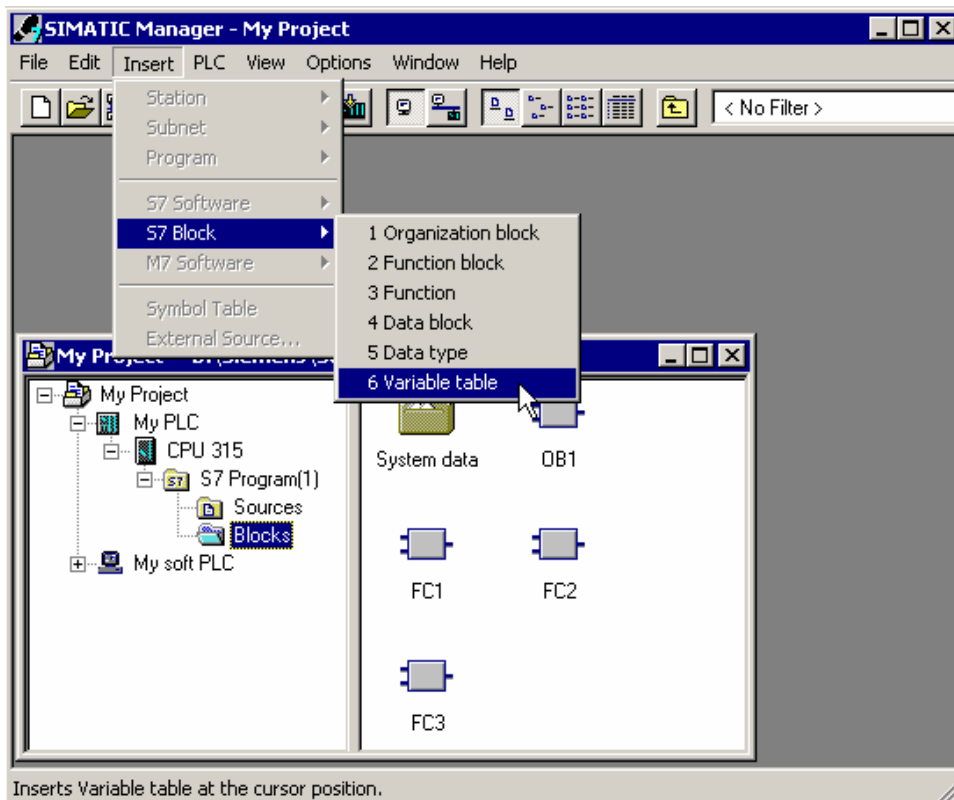 SIMATIC Manager - My Project
File Edit Insert PLC View Options Window Help
< No Filter >
Station
Subnet
Program
S7 Software
S7 Block
M7 Software
Symbol Table
External Source...
1 Organization block
2 Function block
3 Function
4 Data block
5 Data type
6 Variable table
My Project
My Project
My PLC
CPU 315
S7 Program(1)
Sources
Blocks
My soft PLC
System data
OB1
FC1
FC2
FC3
Inserts Variable table at the cursor position.